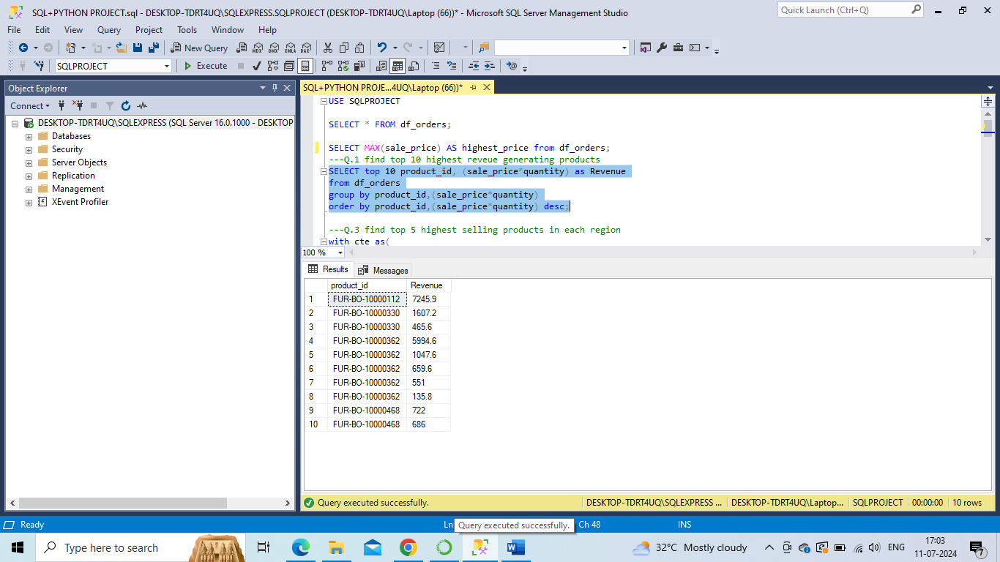 SQL+PYTHON PROJECT.sql - DESKTOP-TDRT4UQ\SQLEXPRESS.SQLPROJECT (DESKTOP-TDRT4UQ\Laptop (66))* - Microsoft SQL Server Management Studio
Quick Launch (Ctrl+Q)
File Edit View Query Project Tools Window Help
New Query
MDX DMX XMLA DAX
SQLPROJECT
Execute
Object Explorer
SQL+PYTHON PROJE...4UQ\Laptop (66))*
Connect
DESKTOP-TDRT4UQ\SQLEXPRESS (SQL Server 16.0.1000 - DESKTOP
Databases
Security
Server Objects
Replication
Management
XEvent Profiler
USE SQLPROJECT
SELECT * FROM df_orders;
SELECT MAX(sale_price) AS highest_price from df_orders;
---Q.1 find top 10 highest reveue generating products
SELECT top 10 product_id, (sale_price*quantity) as Revenue
from df_orders
group by product_id,(sale_price*quantity)
order by product_id,(sale_price*quantity) desc;
---Q.3 find top 5 highest selling products in each region
with cte as(
100 %
Results Messages
product_id Revenue
1 FUR-BO-10000112 7245.9
2 FUR-BO-10000330 1607.2
3 FUR-BO-10000330 465.6
4 FUR-BO-10000362 5994.6
5 FUR-BO-10000362 1047.6
6 FUR-BO-10000362 659.6
7 FUR-BO-10000362 551
8 FUR-BO-10000362 135.8
9 FUR-BO-10000468 722
10 FUR-BO-10000468 686
Query executed successfully.
DESKTOP-TDRT4UQ\SQLEXPRESS ... DESKTOP-TDRT4UQ\Laptop... SQLPROJECT 00:00:00 10 rows
Ready
Ln
Query executed successfully.
Ch 48
INS
Type here to search
32°C Mostly cloudy
ENG
17:03
11-07-2024
7